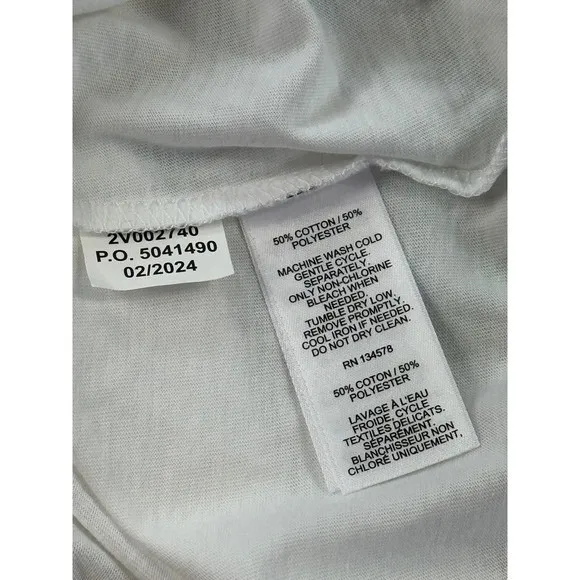 2V002740
P.O. 5041490
02/2024
50% COTTON / 50%
POLYESTER
MACHINE WASH COLD
GENTLE CYCLE.
SEPARATELY.
ONLY NON-CHLORINE
BLEACH WHEN
NEEDED.
TUMBLE DRY LOW.
REMOVE PROMPTLY.
COOL IRON IF NEEDED.
DO NOT DRY CLEAN.
RN 134578
50% COTON / 50%
POLYESTER
LAVAGE À L'EAU
FROIDE, CYCLE
TEXTILES DELICATS.
SÉPARÉMENT.
BLANCHISSEUR NON
CHLORÉ UNIQUEMENT,